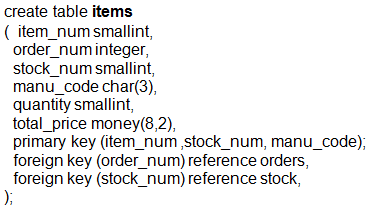 create table items
( item_num smallint,
order_num integer,
stock_num smallint,
manu_code char(3),
quantity smallint,
total_price money(8,2),
primary key (item_num ,stock_num, manu_code);
foreign key (order_num) reference orders,
foreign key (stock_num) reference stock,
);